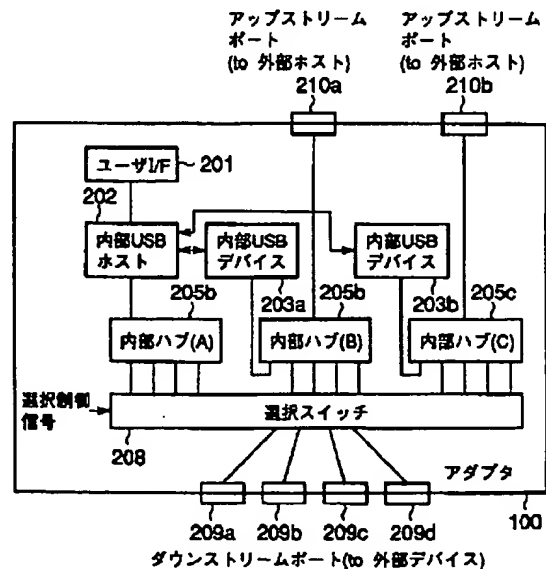 アップストリーム
ポート
(to 外部ホスト)
210a
アップストリーム
ポート
(to 外部ホスト)
210b
ユーザI/F
201
202
内部USB
ホスト
内部USB
デバイス
内部USB
デバイス
205b
203a
205b
203b
205c
内部ハブ(A)
内部ハブ(B)
内部ハブ(C)
選択制御
信号
選択スイッチ
208
アダプタ
209a
209b
209c
209d
100
ダウンストリームポート(to 外部デバイス)